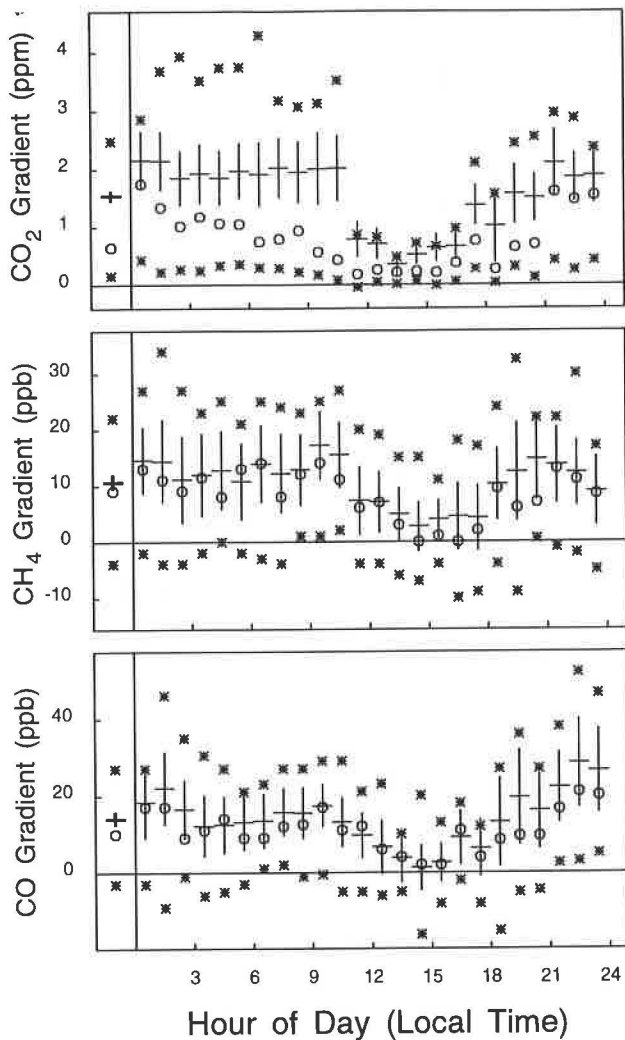 CO2 Gradient (ppm)
4
3
2
1
0
CH4 Gradient (ppb)
30
20
10
0
-10
CO Gradient (ppb)
40
20
0
3 6 9 12 15 18 21 24
Hour of Day (Local Time)